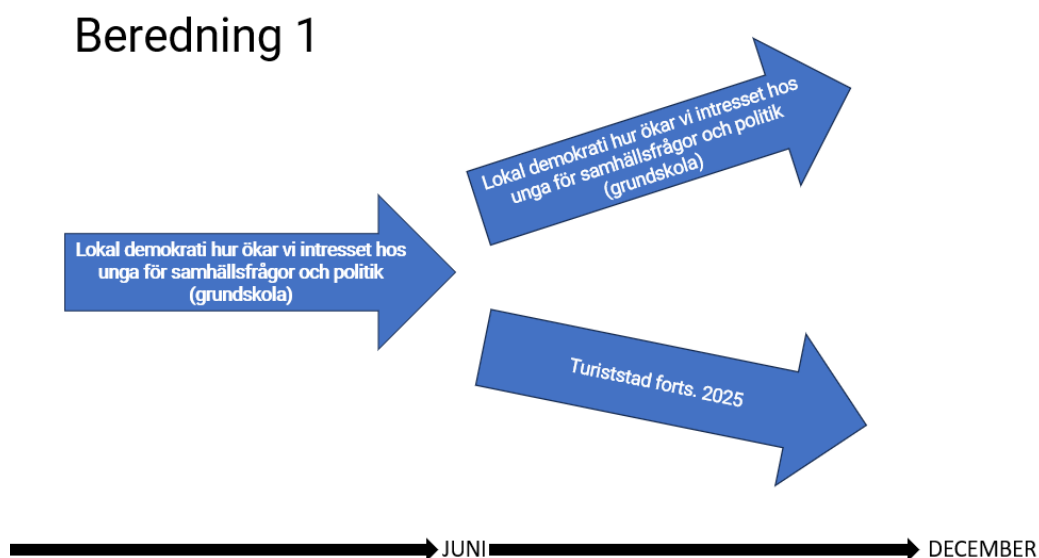 Beredning 1
Lokal demokrati hur ökar vi intresset hos
unga för samhällsfrågor och politik
(grundskola)
Lokal demokrati hur ökar vi intresset hos
unga för samhällsfrågor och politik
(grundskola)
Turiststad forts. 2025
JUNI
DECEMBER